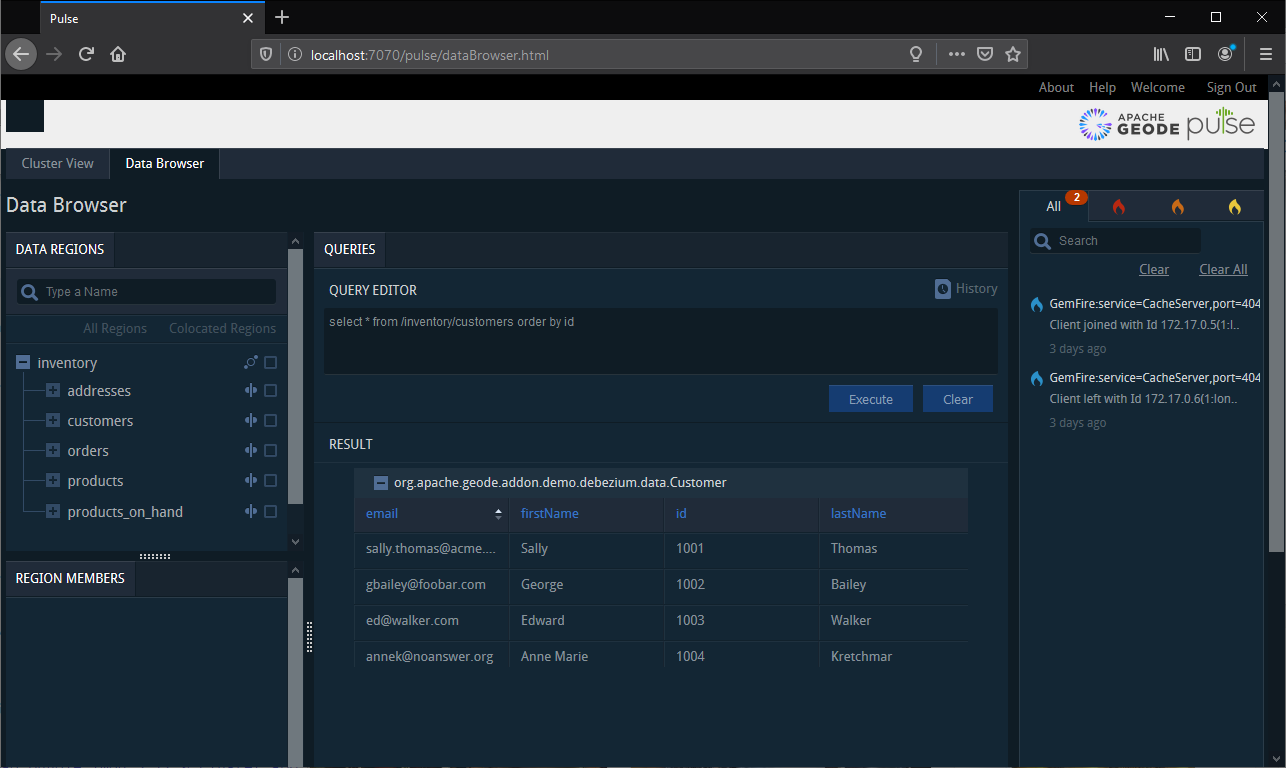 Pulse
localhost:7070/pulse/dataBrowser.html
About Help Welcome Sign Out
APACHE
GEODE
pulse
Cluster View Data Browser
Data Browser
DATA REGIONS
Type a Name
All Regions Colocated Regions
inventory
addresses
customers
orders
products
products_on_hand
REGION MEMBERS
QUERIES
QUERY EDITOR
History
select * from /inventory/customers order by id
Execute Clear
RESULT
org.apache.geode.addon.demo.debezium.data.Customer
email firstName id lastName
sally.thomas@acme.... Sally 1001 Thomas
gbailey@foobar.com George 1002 Bailey
ed@walker.com Edward 1003 Walker
annek@noanswer.org Anne Marie 1004 Kretchmar
All 2
Search
Clear Clear All
GemFire:service=CacheServer,port=404
Client joined with Id 172.17.0.5(1:l..
3 days ago
GemFire:service=CacheServer,port=404
Client left with Id 172.17.0.6(1:lon..
3 days ago